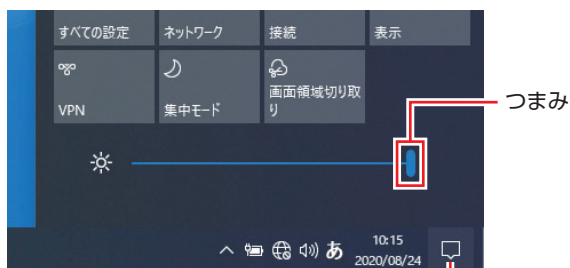 すべての設定
ネットワーク
接続
表示
VPN
集中モード
画面領域切り取
り
つまみ
あ
10:15
2020/08/24